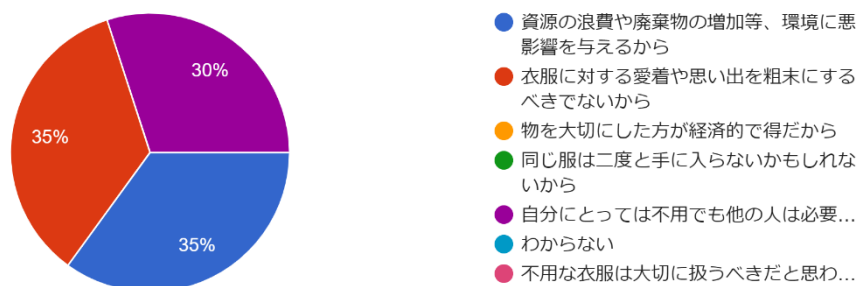 30%
35%
35%
資源の浪費や廃棄物の増加等、環境に悪
影響を与えるから
衣服に対する愛着や思い出を粗末にする
べきでないから
物を大切にした方が経済的で得だから
同じ服は二度と手に入らないかもしれな
いから
自分にとっては不用でも他の人は必要...
わからない
不用な衣服は大切に扱うべきだと思わ...